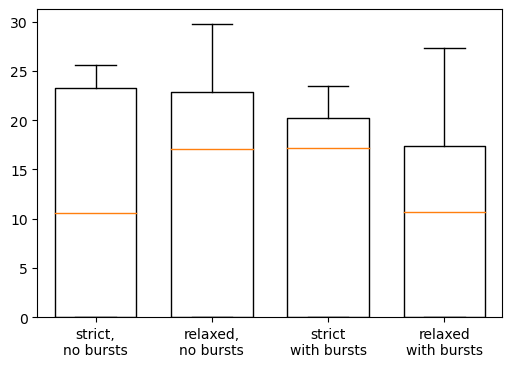 30
25
20
15
10
5
0
strict,
no bursts
relaxed,
no bursts
strict
with bursts
relaxed
with bursts